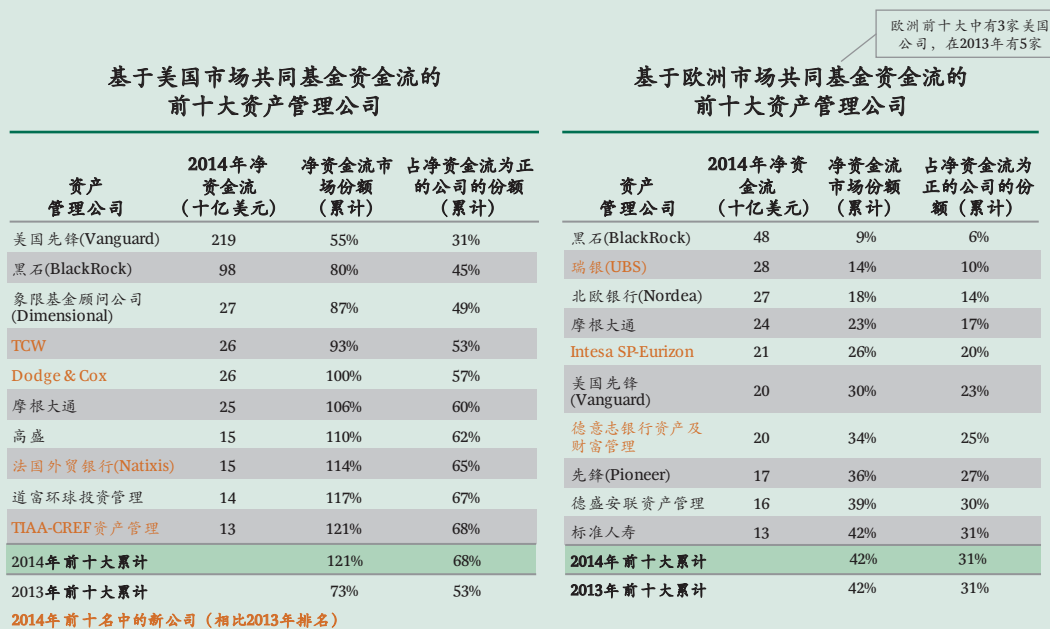 欧洲前十大中有3家美国
公司，在2013年有5家
基于美国市场共同基金资金流的
前十大资产管理公司
资产
管理公司
2014年净
资金流
（十亿美元）
净资金流市
场份额
（累计）
占净资金流为正
的公司的份额
（累计）
美国先锋(Vanguard) 219 55% 31%
黑石(BlackRock) 98 80% 45%
象限基金顾问公司
(Dimensional) 27 87% 49%
TCW 26 93% 53%
Dodge & Cox 26 100% 57%
摩根大通 25 106% 60%
高盛 15 110% 62%
法国外贸银行(Natixis) 15 114% 65%
道富环球投资管理 14 117% 67%
TIAA-CREF资产管理 13 121% 68%
2014年前十大累计 121% 68%
2013年前十大累计 73% 53%
2014年前十名中的新公司（相比2013年排名）
基于欧洲市场共同基金资金流的
前十大资产管理公司
资产
管理公司
2014年净资
金流
（十亿美元）
净资金流
市场份额
（累计）
占净资金流为
正的公司的份
额（累计）
黑石(BlackRock) 48 9% 6%
瑞银(UBS) 28 14% 10%
北欧银行(Nordea) 27 18% 14%
摩根大通 24 23% 17%
Intesa SP-Eurizon 21 26% 20%
美国先锋
(Vanguard) 20 30% 23%
德意志银行资产及
财富管理 20 34% 25%
先锋(Pioneer) 17 36% 27%
德盛安联资产管理 16 39% 30%
标准人寿 13 42% 31%
2014年前十大累计 42% 31%
2013年前十大累计 42% 31%